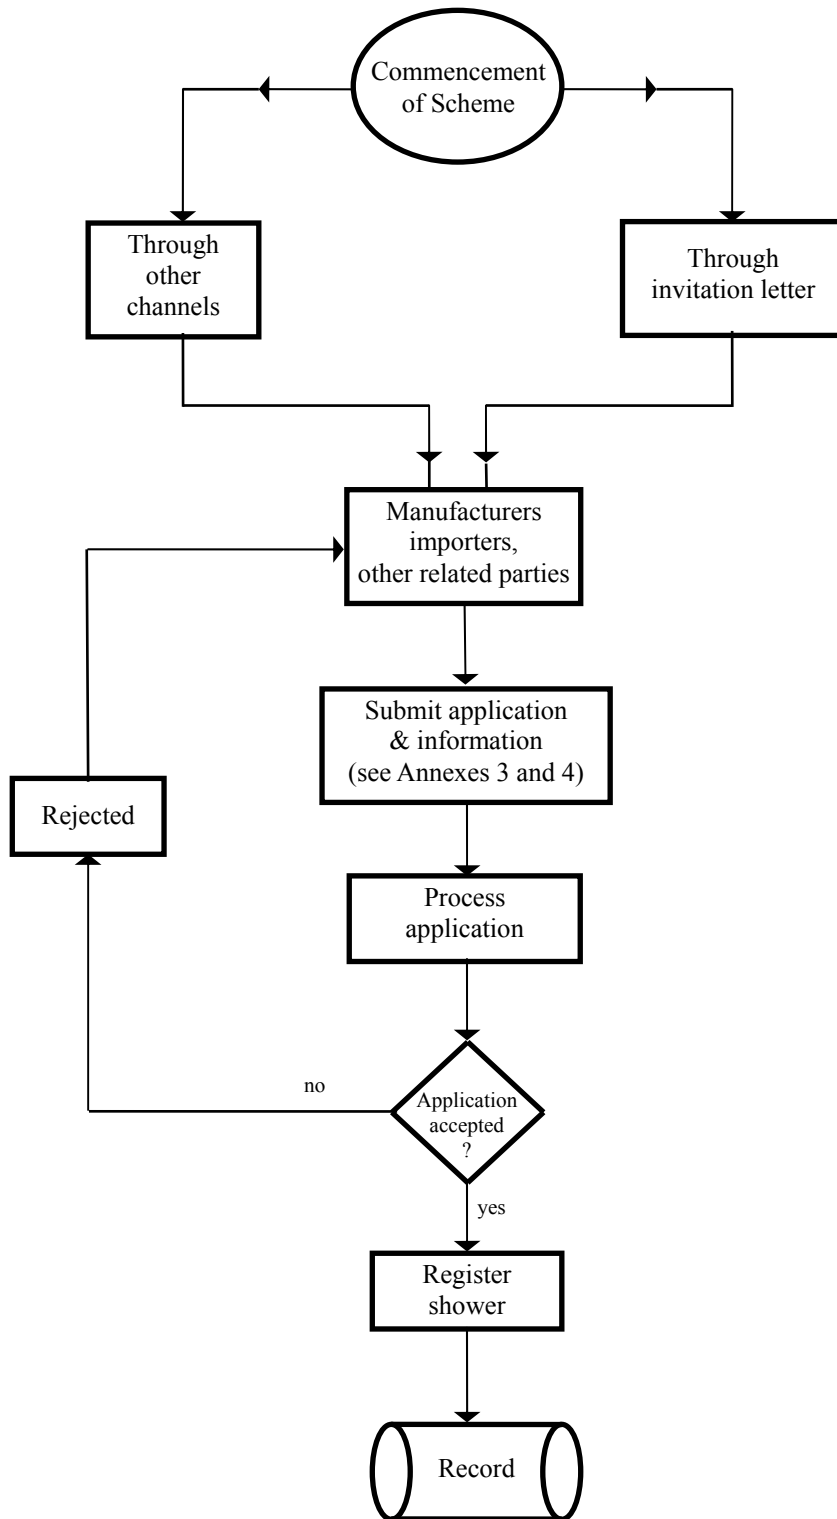 Commencement
of Scheme
Through
other
channels
Through
invitation letter
Manufacturers
importers,
other related parties
Submit application
& information
(see Annexes 3 and 4)
Rejected
Process
application
no
Application
accepted
?
yes
Register
shower
Record